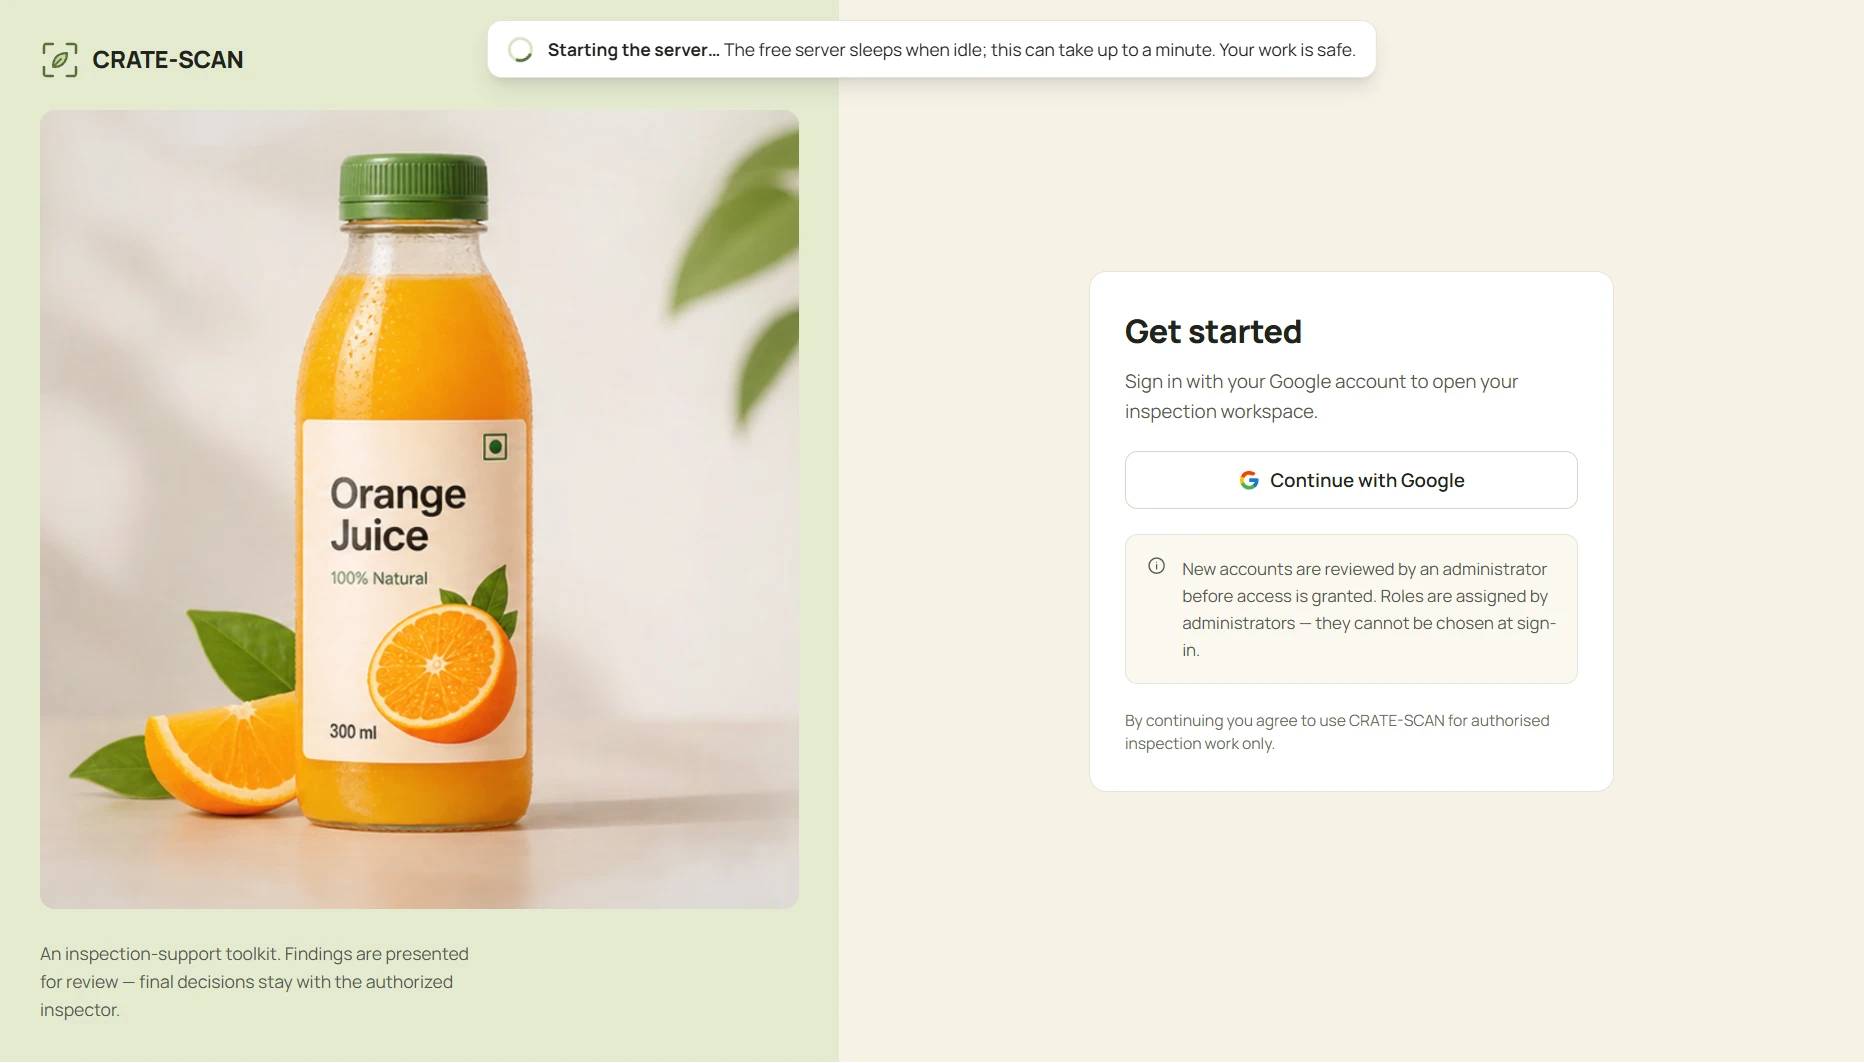 CRATE-SCAN
Starting the server... The free server sleeps when idle; this can take up to a minute. Your work is safe.
Orange
Juice
100% Natural
300 ml
An inspection-support toolkit. Findings are presented
for review — final decisions stay with the authorized
inspector.
Get started
Sign in with your Google account to open your
inspection workspace.
Continue with Google
New accounts are reviewed by an administrator
before access is granted. Roles are assigned by
administrators — they cannot be chosen at sign-
in.
By continuing you agree to use CRATE-SCAN for authorised
inspection work only.